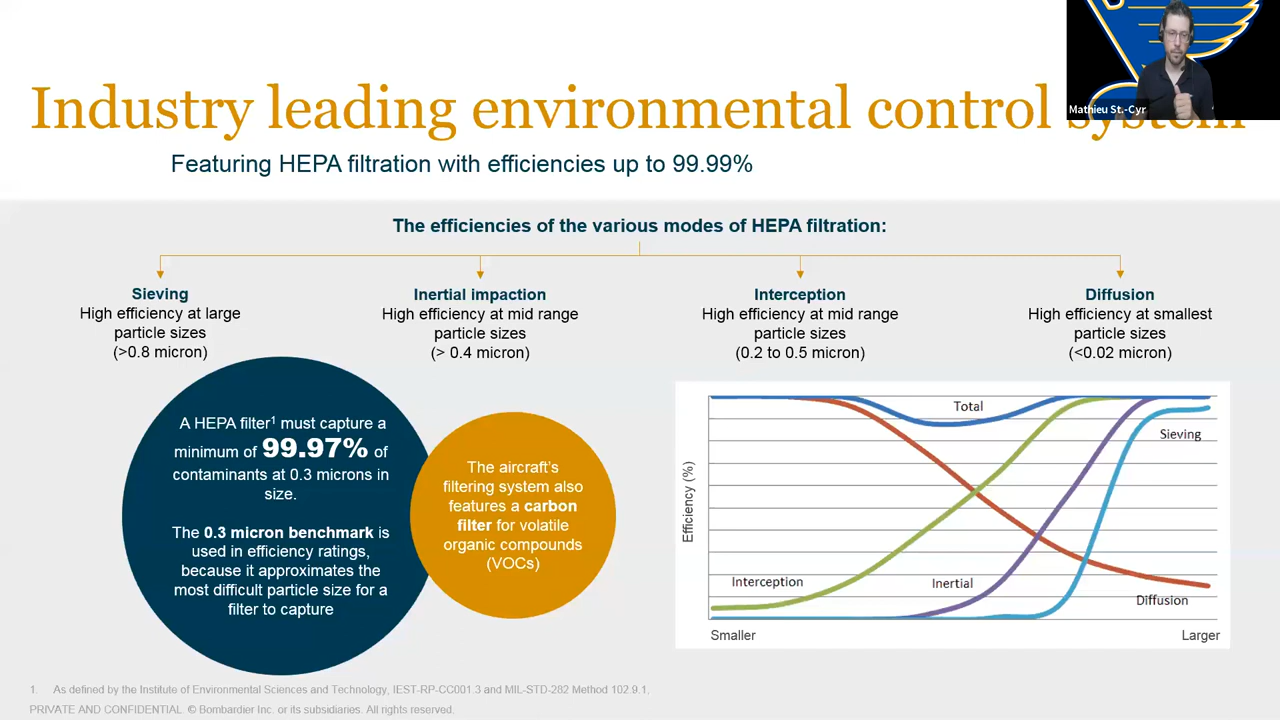 Industry leading environmental control system
Mathieu St.-Cyr
Featuring HEPA filtration with efficiencies up to 99.99%
The efficiencies of the various modes of HEPA filtration:
Sieving
High efficiency at large
particle sizes
(>0.8 micron)
Inertial impaction
High efficiency at mid range
particle sizes
(> 0.4 micron)
Interception
High efficiency at mid range
particle sizes
(0.2 to 0.5 micron)
Diffusion
High efficiency at smallest
particle sizes
(<0.02 micron)
A HEPA filter¹ must capture a
minimum of 99.97% of
contaminants at 0.3 microns in
size.
The 0.3 micron benchmark is
used in efficiency ratings,
because it approximates the
most difficult particle size for a
filter to capture
The aircraft's
filtering system also
features a carbon
filter for volatile
organic compounds
(VOCs)
Efficiency (%)
Total
Sieving
Interception
Inertial
Diffusion
Smaller
Larger
1. As defined by the Institute of Environmental Sciences and Technology, IEST-RP-CC001.3 and MIL-STD-282 Method 102.9.1.
PRIVATE AND CONFIDENTIAL. © Bombardier Inc. or its subsidiaries. All rights reserved.